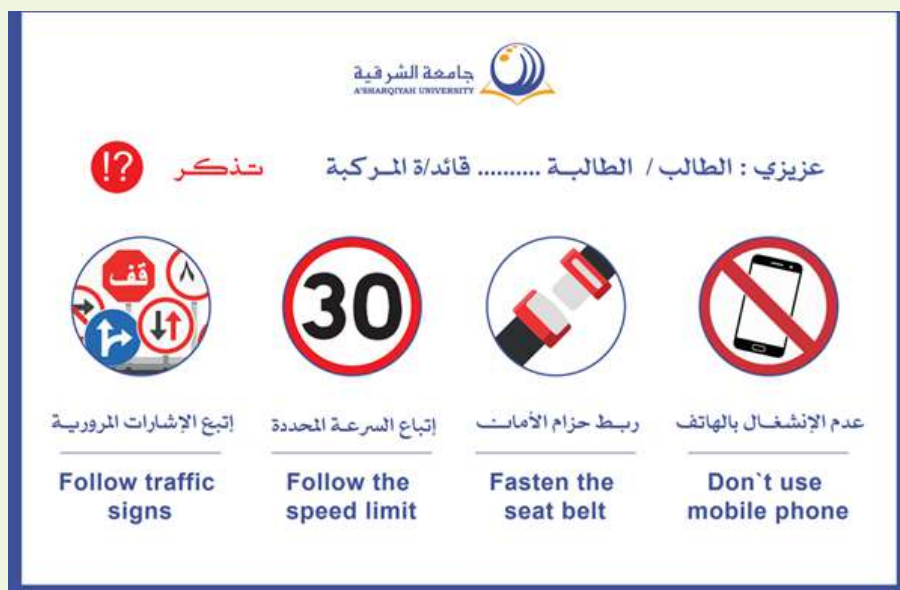 جامعة الشرقية
A'SHARQIYAH UNIVERSITY
عزيزي : الطالب / الطالبة .......... قائد/ة المركبة تذكر !?
عدم الإنشغال بالهاتف
Don`t use
mobile phone
ربط حزام الأمان
Fasten the
seat belt
30
إتباع السرعة المحددة
Follow the
speed limit
قف
٨
إتبع الإشارات المرورية
Follow traffic
signs